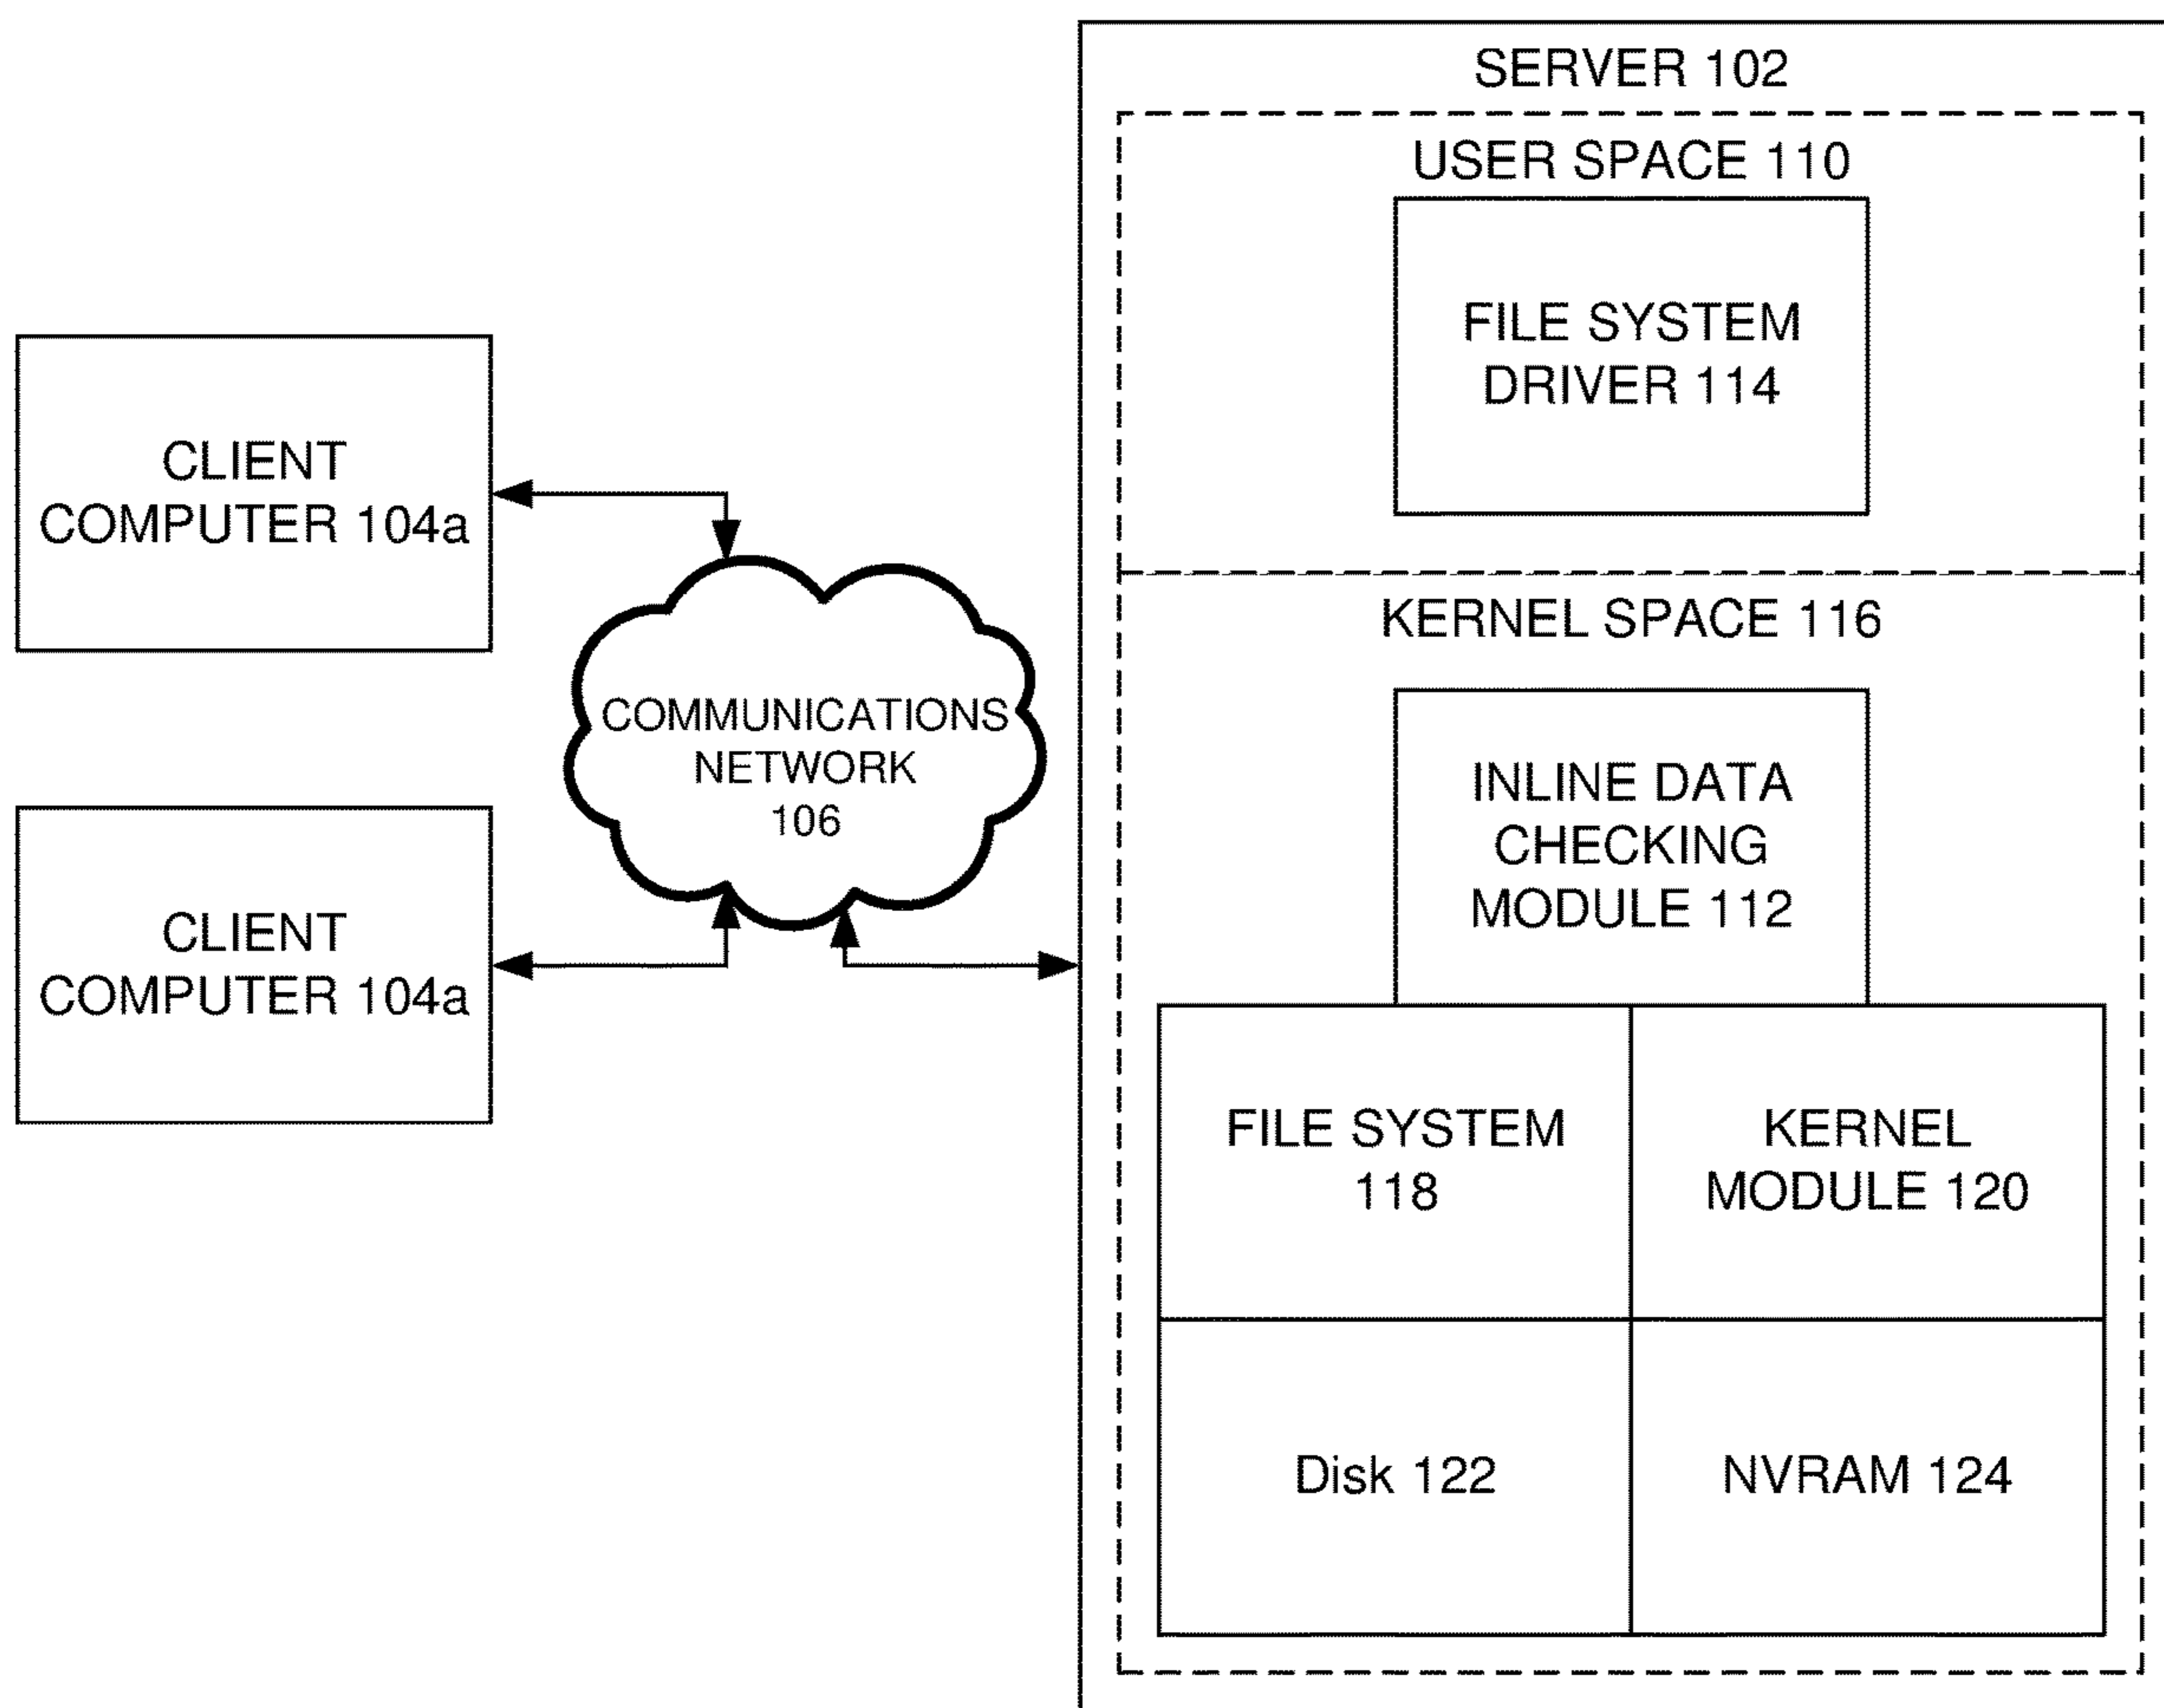 SERVER 102
USER SPACE 110
FILE SYSTEM
DRIVER 114
CLIENT
COMPUTER 104a
COMMUNICATIONS
NETWORK
106
CLIENT
COMPUTER 104a
KERNEL SPACE 116
INLINE DATA
CHECKING
MODULE 112
FILE SYSTEM
118
KERNEL
MODULE 120
Disk 122
NVRAM 124